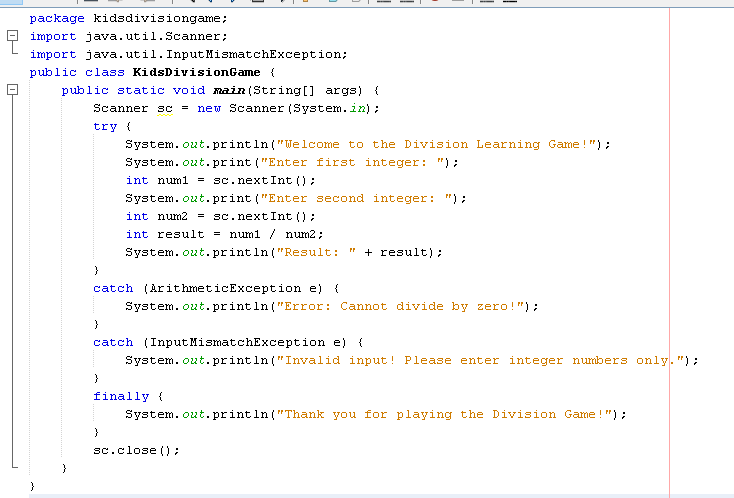 package kidsdivisiongame;
import java.util.Scanner;
import java.util.InputMismatchException;
public class KidsDivisionGame {
    public static void main(String[] args) {
        Scanner sc = new Scanner(System.in);
        try {
            System.out.println("Welcome to the Division Learning Game!");
            System.out.print("Enter first integer: ");
            int num1 = sc.nextInt();
            System.out.print("Enter second integer: ");
            int num2 = sc.nextInt();
            int result = num1 / num2;
            System.out.println("Result: " + result);
        }
        catch (ArithmeticException e) {
            System.out.println("Error: Cannot divide by zero!");
        }
        catch (InputMismatchException e) {
            System.out.println("Invalid input! Please enter integer numbers only.");
        }
        finally {
            System.out.println("Thank you for playing the Division Game!");
        }
        sc.close();
    }
}